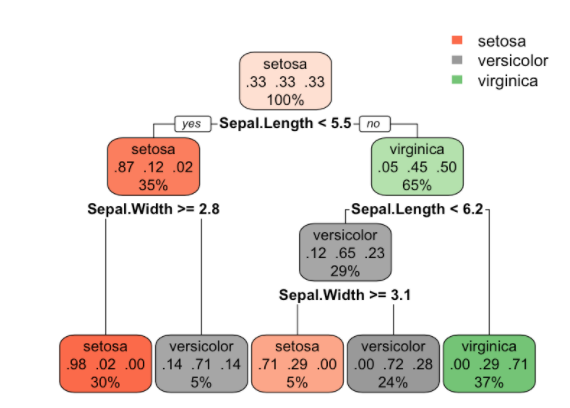 setosa
versicolor
virginica
setosa
.33 .33 .33
100%
yes Sepal.Length < 5.5 no
setosa
.87 .12 .02
35%
virginica
.05 .45 .50
65%
Sepal.Width >= 2.8
Sepal.Length < 6.2
versicolor
.12 .65 .23
29%
Sepal.Width >= 3.1
setosa
.98 .02 .00
30%
versicolor
.14 .71 .14
5%
setosa
.71 .29 .00
5%
versicolor
.00 .72 .28
24%
virginica
.00 .29 .71
37%